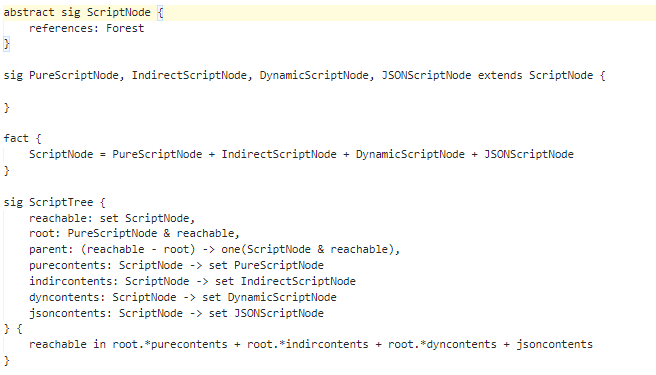 abstract sig ScriptNode {
references: Forest
}
sig PureScriptNode, IndirectScriptNode, DynamicScriptNode, JSONScriptNode extends ScriptNode {
}
fact {
ScriptNode = PureScriptNode + IndirectScriptNode + DynamicScriptNode + JSONScriptNode
}
sig ScriptTree {
reachable: set ScriptNode,
root: PureScriptNode & reachable,
parent: (reachable - root) -> one(ScriptNode & reachable),
purecontents: ScriptNode -> set PureScriptNode
indircontents: ScriptNode -> set IndirectScriptNode
dyncontents: ScriptNode -> set DynamicScriptNode
jsoncontents: ScriptNode -> set JSONScriptNode
} {
reachable in root.*purecontents + root.*indircontents + root.*dyncontents + jsoncontents
}